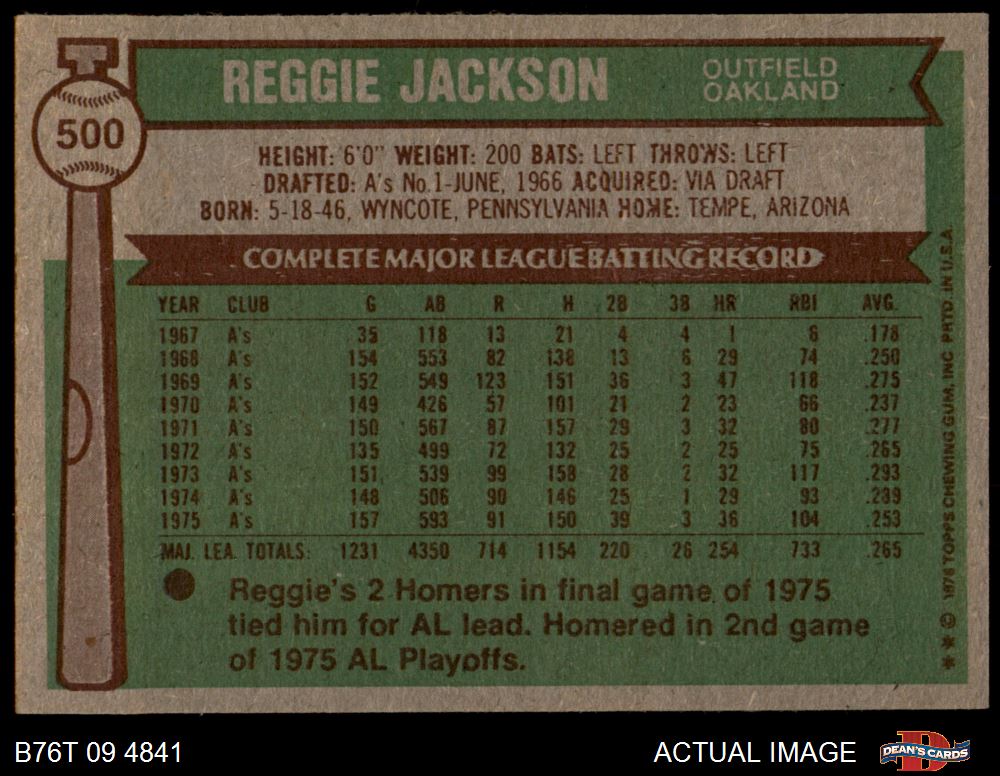 REGGIE JACKSON
OUTFIELD
OAKLAND
500
HEIGHT: 6'0" WEIGHT: 200 BATS: LEFT THROWS: LEFT
DRAFTED: A's No.1-JUNE, 1966 ACQUIRED: VIA DRAFT
BORN: 5-18-46, WYNCOTE, PENNSYLVANIA HOME: TEMPE, ARIZONA
COMPLETE MAJOR LEAGUE BATTING RECORD
YEAR CLUB G AB R H 2B 3B HR RBI AVG.
1967 A's 35 118 13 21 4 4 1 6 .178
1968 A's 154 553 82 138 13 6 29 74 .250
1969 A's 152 549 123 151 36 3 47 118 .275
1970 A's 149 426 57 101 21 2 23 66 .237
1971 A's 150 567 87 157 29 3 32 80 .277
1972 A's 135 499 72 132 25 2 25 75 .265
1973 A's 151 539 99 158 28 2 32 117 .293
1974 A's 148 506 90 146 25 1 29 93 .289
1975 A's 157 593 91 150 39 3 36 104 .253
MAJ. LEA. TOTALS: 1231 4350 714 1154 220 26 254 733 .265
Reggie's 2 Homers in final game of 1975
tied him for AL lead. Homered in 2nd game
of 1975 AL Playoffs.
** © 1976 TOPPS CHEWING GUM, INC PRTD. IN U.S.A.
B76T 09 4841
ACTUAL IMAGE
DEAN'S CARDS